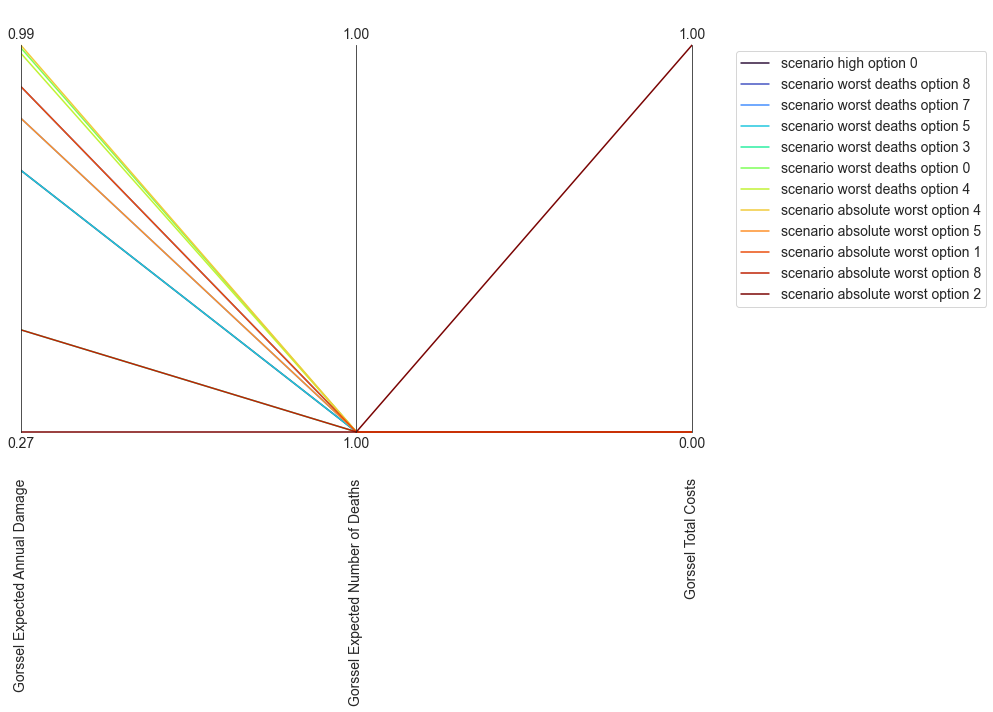 0.99
1.00
1.00
scenario high option 0
scenario worst deaths option 8
scenario worst deaths option 7
scenario worst deaths option 5
scenario worst deaths option 3
scenario worst deaths option 0
scenario worst deaths option 4
scenario absolute worst option 4
scenario absolute worst option 5
scenario absolute worst option 1
scenario absolute worst option 8
scenario absolute worst option 2
0.27
1.00
0.00
Gorssel Expected Annual Damage
Gorssel Expected Number of Deaths
Gorssel Total Costs